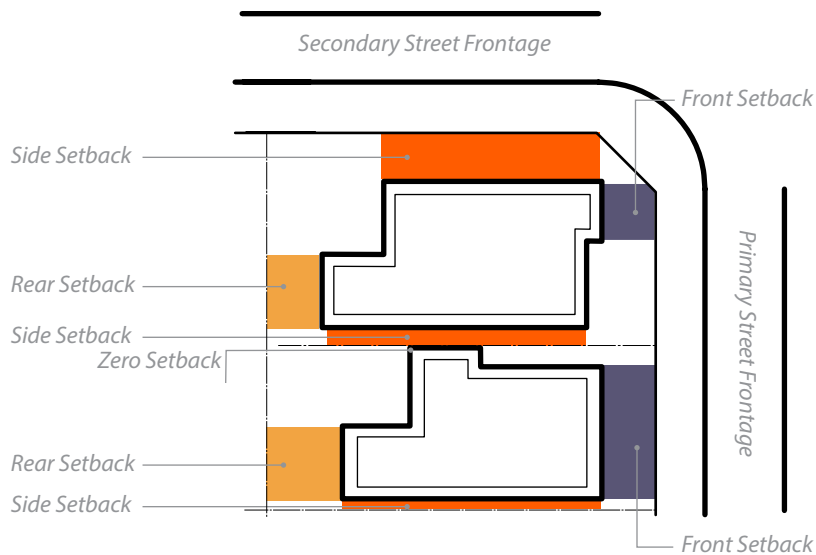 Secondary Street Frontage
Front Setback
Side Setback
Primary Street Frontage
Rear Setback
Side Setback
Zero Setback
Rear Setback
Side Setback
Front Setback